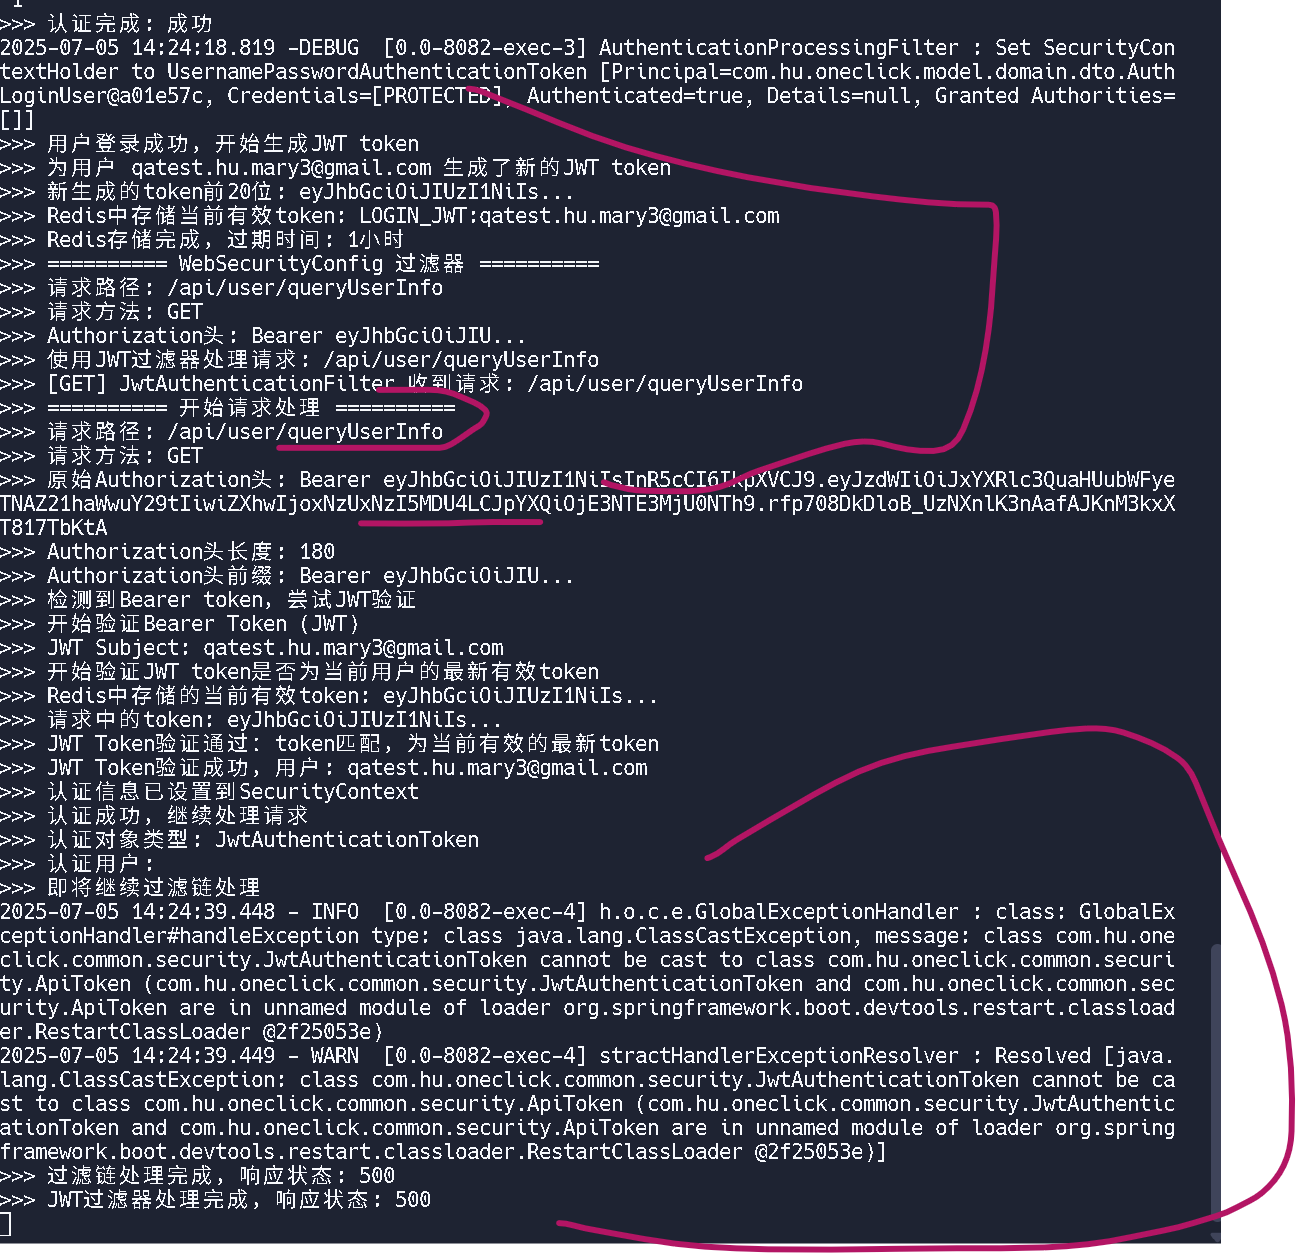 >>> 认证完成: 成功
2025-07-05 14:24:18.819 -DEBUG  [0.0-8082-exec-3] AuthenticationProcessingFilter : Set SecurityCon
textHolder to UsernamePasswordAuthenticationToken [Principal=com.hu.oneclick.model.domain.dto.Auth
LoginUser@a01e57c, Credentials=[PROTECTED], Authenticated=true, Details=null, Granted Authorities=
[]]
>>> 用户登录成功, 开始生成JWT token
>>> 为用户 qatest.hu.mary3@gmail.com 生成了新的JWT token
>>> 新生成的token前20位: eyJhbGciOiJIUzI1NiIs...
>>> Redis中存储当前有效token: LOGIN_JWT:qatest.hu.mary3@gmail.com
>>> Redis存储完成, 过期时间: 1小时
>>> ========== WebSecurityConfig 过滤器 ==========
>>> 请求路径: /api/user/queryUserInfo
>>> 请求方法: GET
>>> Authorization头: Bearer eyJhbGciOiJIU...
>>> 使用JWT过滤器处理请求: /api/user/queryUserInfo
>>> [GET] JwtAuthenticationFilter 收到请求: /api/user/queryUserInfo
>>> ========== 开始请求处理 ==========
>>> 请求路径: /api/user/queryUserInfo
>>> 请求方法: GET
>>> 原始Authorization头: Bearer eyJhbGciOiJIUzI1NiIsInR5cCI6IkpXVCJ9.eyJzdWIiOiJxYXRlc3QuaHUubWFye
TNAZ21haWwuY29tIiwiZXhwIjoxNzUxNzI5MDU4LCJpYXQiOjE3NTE3MjU0NTh9.rfp708DkDloB_UzNXnlK3nAafAJKnM3kxX
T817TbKtA
>>> Authorization头长度: 180
>>> Authorization头前缀: Bearer eyJhbGciOiJIU...
>>> 检测到Bearer token, 尝试JWT验证
>>> 开始验证Bearer Token (JWT)
>>> JWT Subject: qatest.hu.mary3@gmail.com
>>> 开始验证JWT token是否为当前用户的最新有效token
>>> Redis中存储的当前有效token: eyJhbGciOiJIUzI1NiIs...
>>> 请求中的token: eyJhbGciOiJIUzI1NiIs...
>>> JWT Token验证通过: token匹配, 为当前有效的最新token
>>> JWT Token验证成功, 用户: qatest.hu.mary3@gmail.com
>>> 认证信息已设置到SecurityContext
>>> 认证成功, 继续处理请求
>>> 认证对象类型: JwtAuthenticationToken
>>> 认证用户:
>>> 即将继续过滤链处理
2025-07-05 14:24:39.448 - INFO  [0.0-8082-exec-4] h.o.c.e.GlobalExceptionHandler : class: GlobalEx
ceptionHandler#handleException type: class java.lang.ClassCastException, message: class com.hu.one
click.common.security.JwtAuthenticationToken cannot be cast to class com.hu.oneclick.common.securi
ty.ApiToken (com.hu.oneclick.common.security.JwtAuthenticationToken and com.hu.oneclick.common.sec
urity.ApiToken are in unnamed module of loader org.springframework.boot.devtools.restart.classload
er.RestartClassLoader @2f25053e)
2025-07-05 14:24:39.449 - WARN  [0.0-8082-exec-4] stractHandlerExceptionResolver : Resolved [java.
lang.ClassCastException: class com.hu.oneclick.common.security.JwtAuthenticationToken cannot be ca
st to class com.hu.oneclick.common.security.ApiToken (com.hu.oneclick.common.security.JwtAuthentic
ationToken and com.hu.oneclick.common.security.ApiToken are in unnamed module of loader org.spring
framework.boot.devtools.restart.classloader.RestartClassLoader @2f25053e)]
>>> 过滤链处理完成, 响应状态: 500
>>> JWT过滤器处理完成, 响应状态: 500